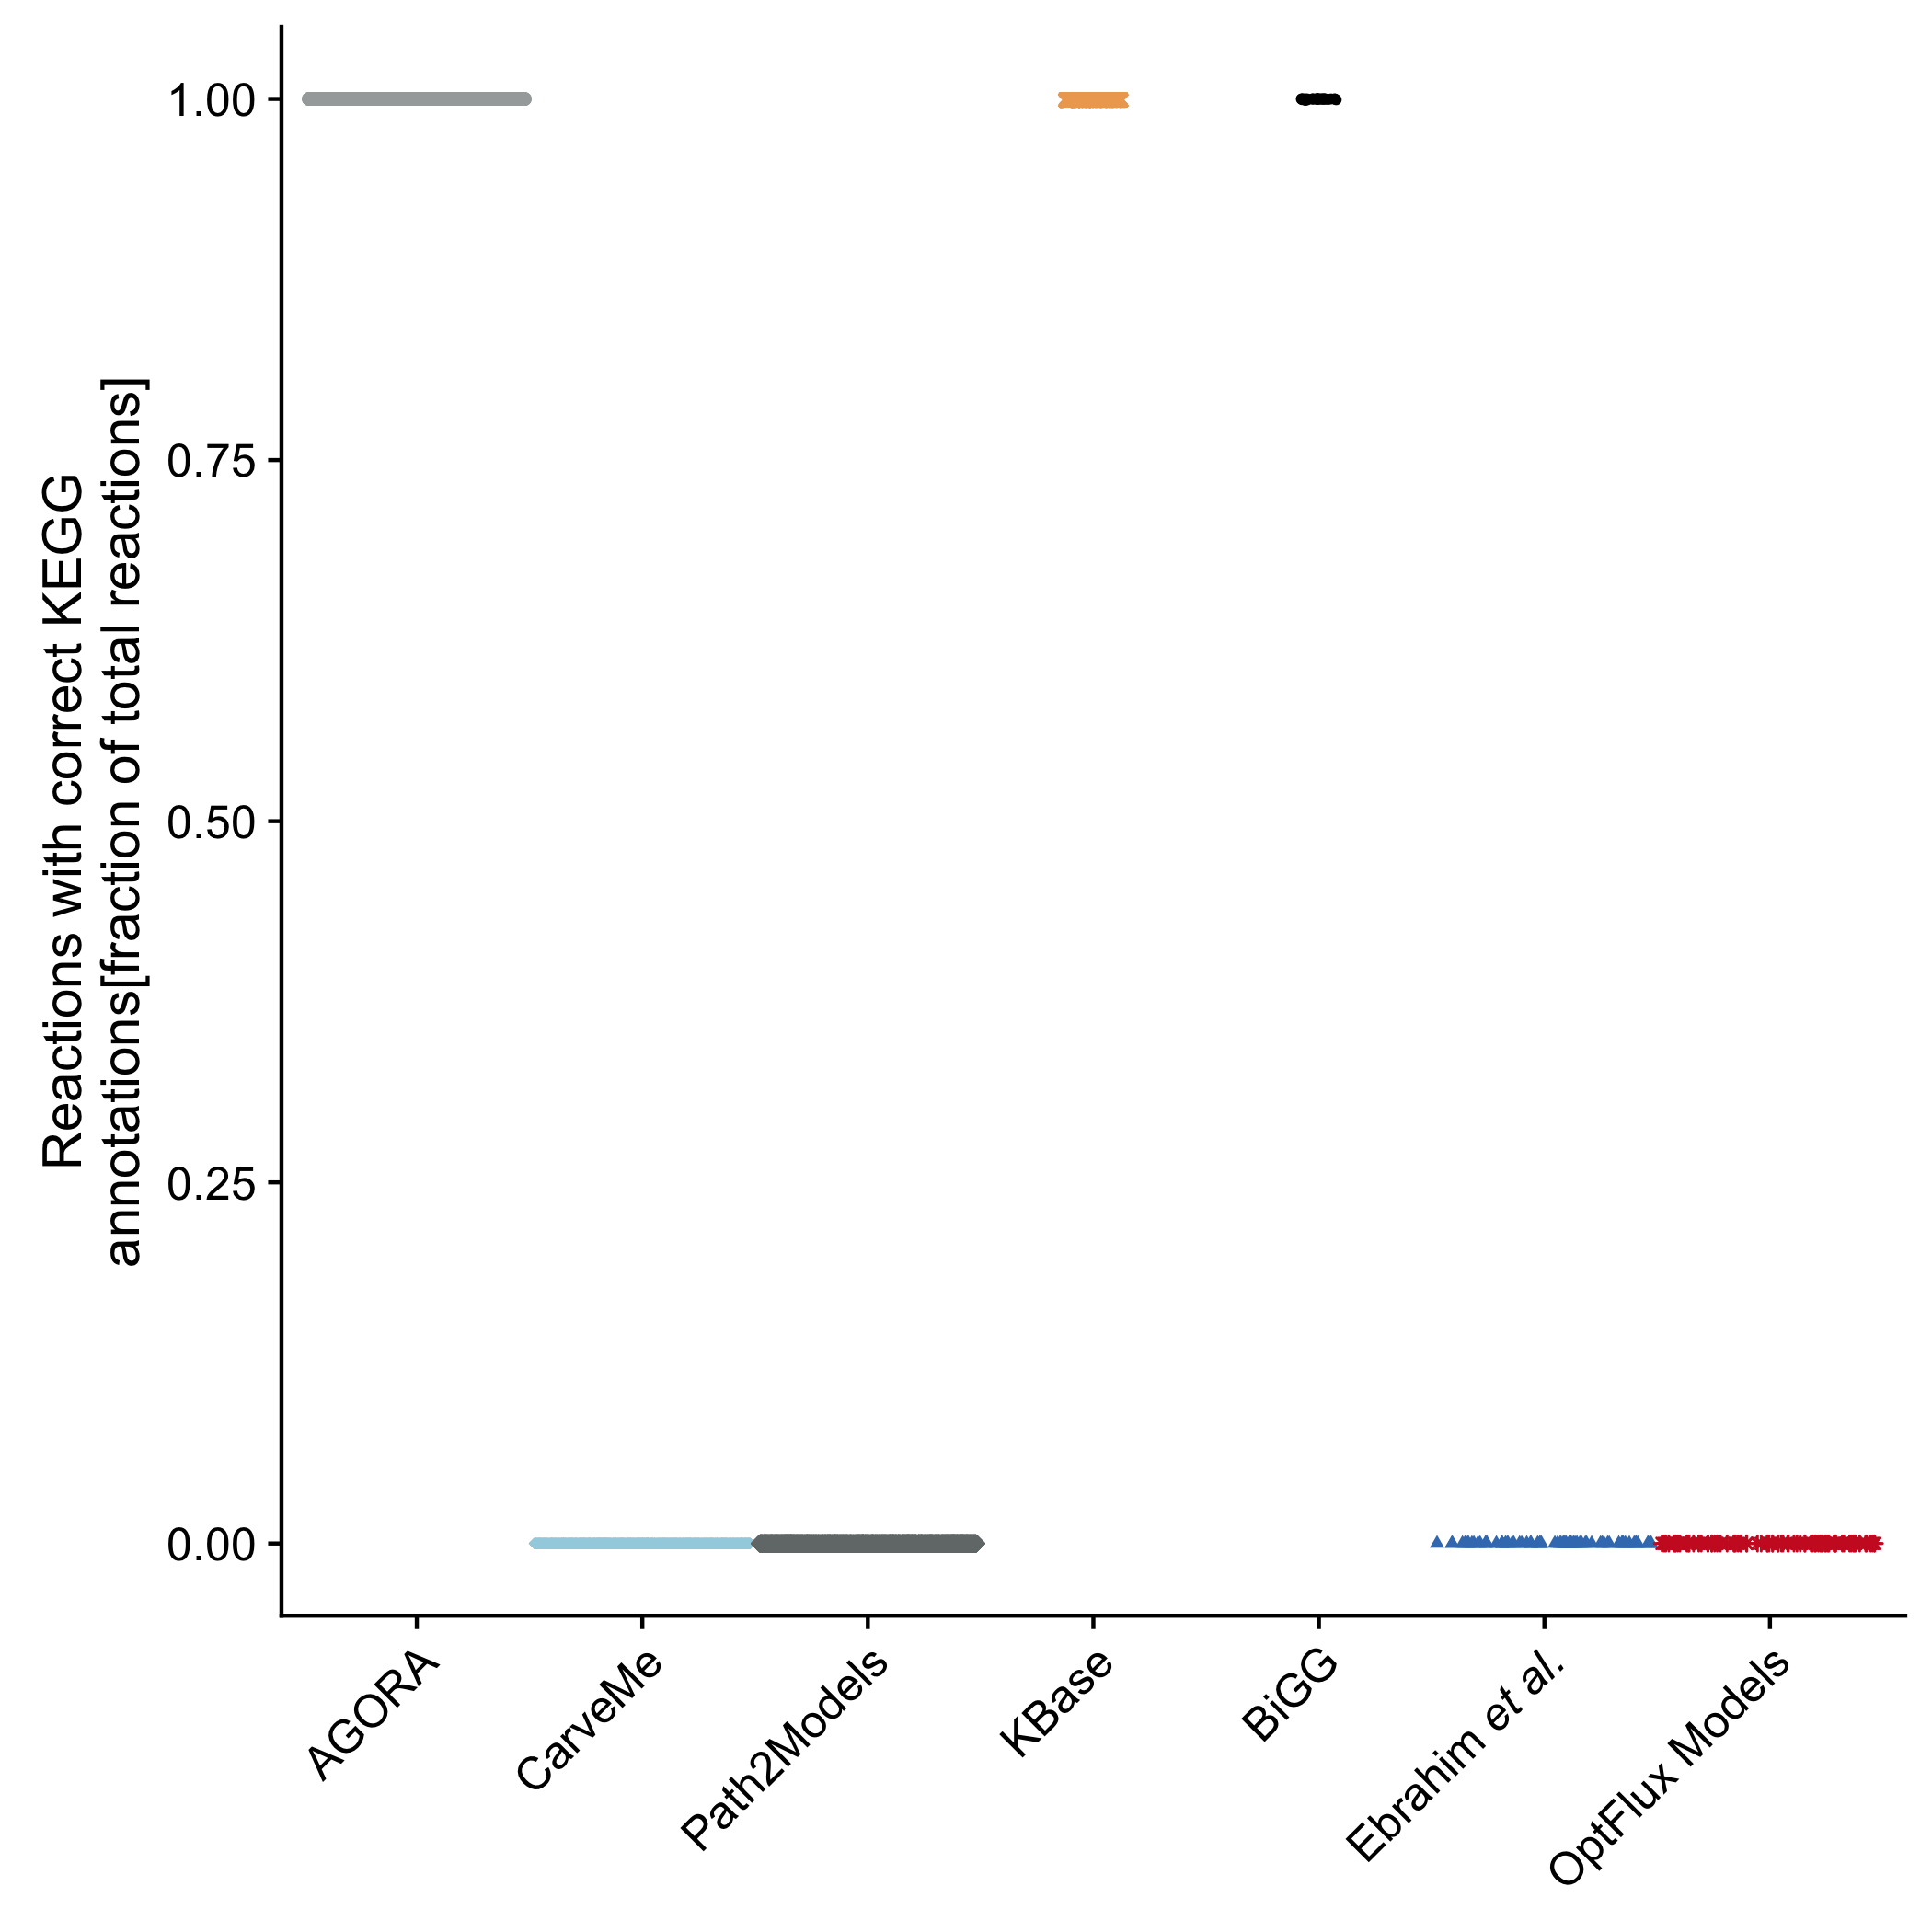 Reactions with correct KEGG
annotations[fraction of total reactions]
1.00
0.75
0.50
0.25
0.00
AGORA
CarveMe
Path2Models
KBase
BiGG
Ebrahim et al.
OptFlux Models